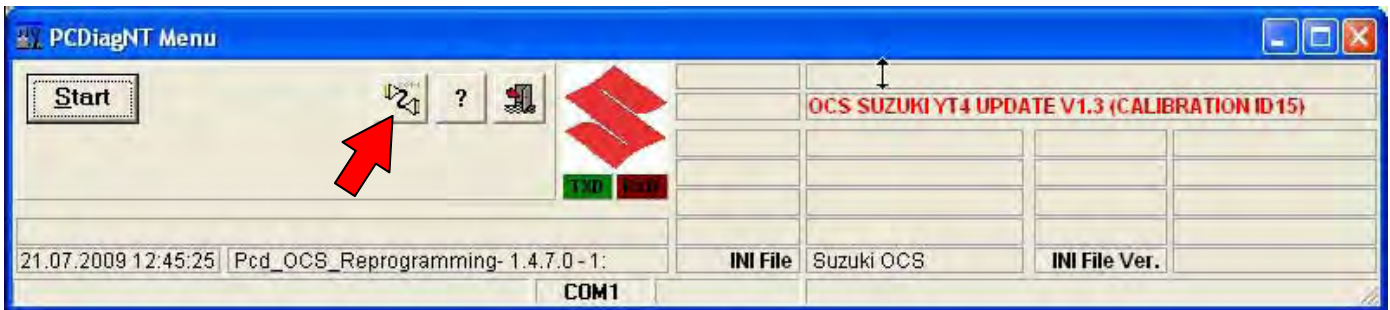 PCDiagNT Menu
Start
?
OCS SUZUKI YT4 UPDATE V1.3 (CALIBRATION ID15)
TXD RXD
21.07.2009 12:45:25 Pcd_OCS_Reprogramming- 1.4.7.0 - 1: INI File Suzuki OCS INI File Ver.
COM1